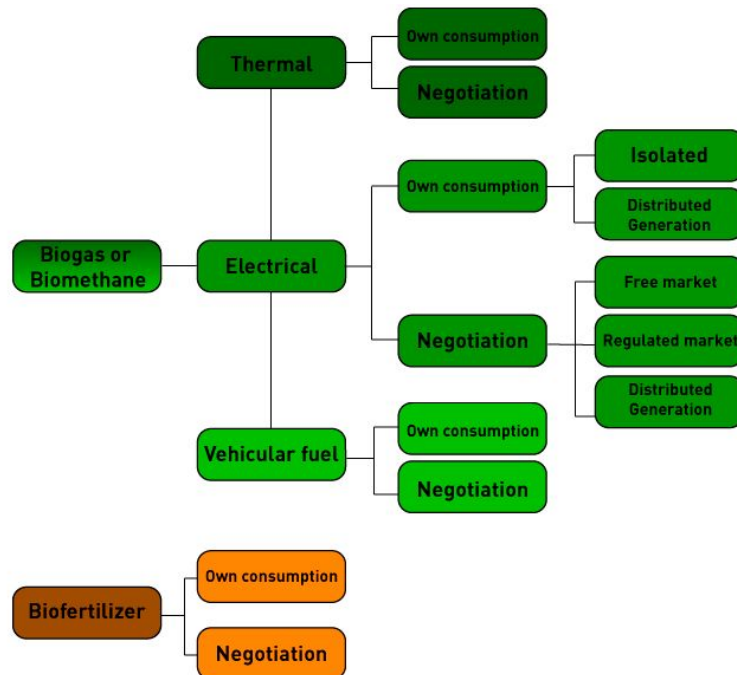 Own consumption
Thermal
Negotiation
Isolated
Own consumption
Distributed
Generation
Biogas or
Biomethane
Electrical
Free market
Negotiation
Regulated market
Distributed
Generation
Own consumption
Vehicular fuel
Negotiation
Own consumption
Biofertilizer
Negotiation